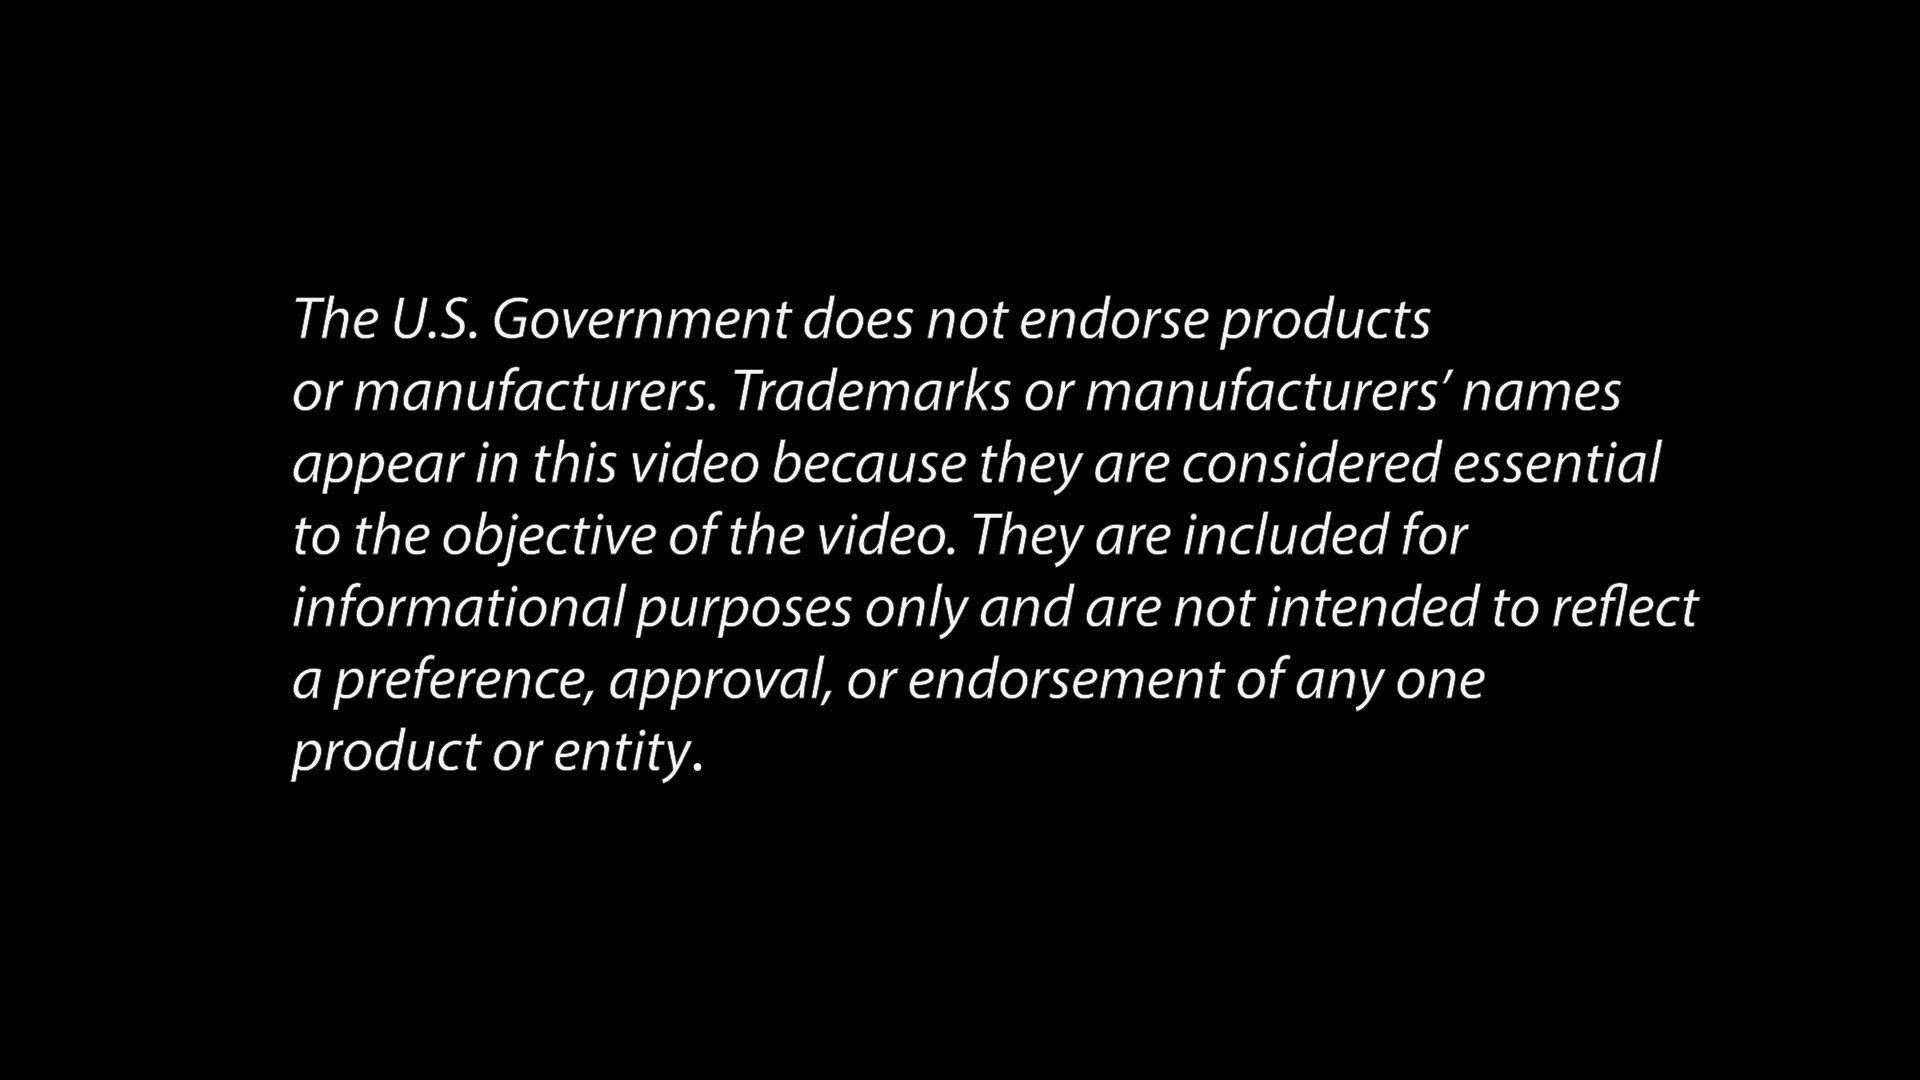 The U.S. Government does not endorse products
or manufacturers. Trademarks or manufacturers’ names
appear in this video because they are considered essential
to the objective of the video. They are included for
informational purposes only and are not intended to reflect
a preference, approval, or endorsement of any one
product or entity.